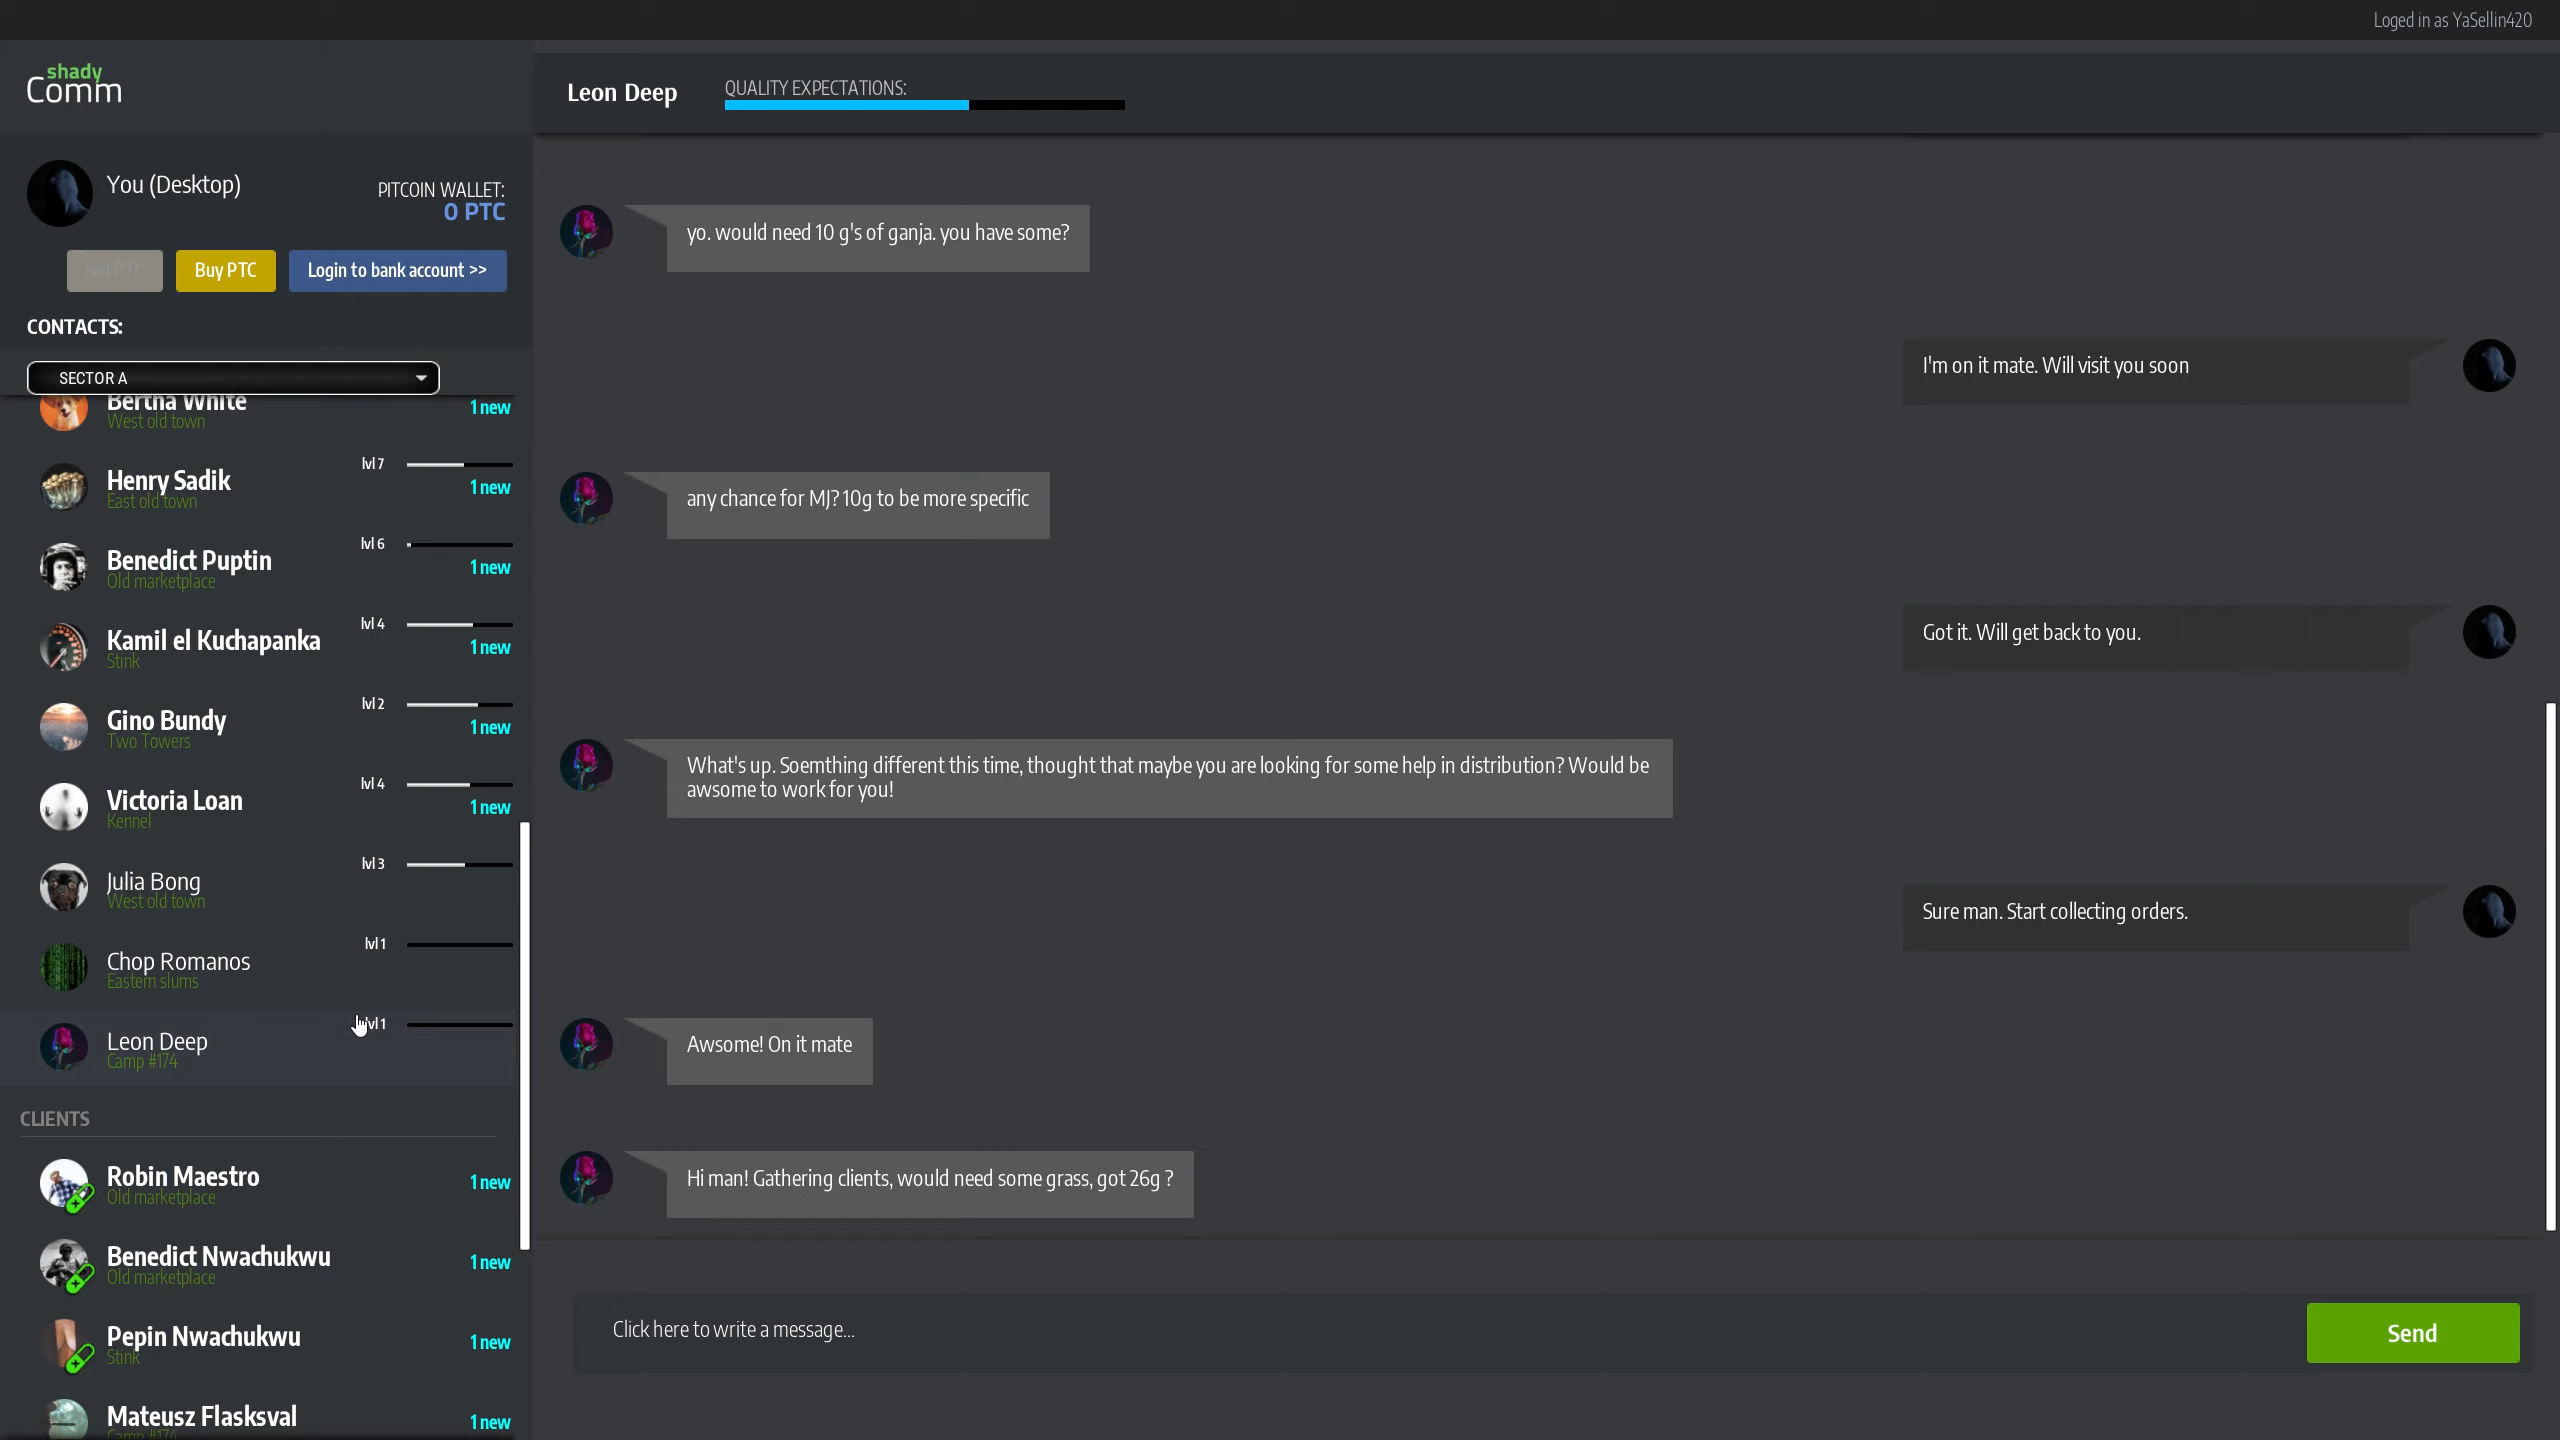 Loged in as YaSellin420
shady
Comm
You (Desktop)
PITCOIN WALLET:
0 PTC
Sell PTC
Buy PTC
Login to bank account >>
CONTACTS:
SECTOR A
Bertha White
West old town
1 new
Henry Sadik
East old town
lvl 7
1 new
Benedict Puptin
Old marketplace
lvl 6
1 new
Kamil el Kuchapanka
Stink
lvl 4
1 new
Gino Bundy
Two Towers
lvl 2
1 new
Victoria Loan
Kennel
lvl 4
1 new
Julia Bong
West old town
lvl 3
Chop Romanos
Eastern slums
lvl 1
Leon Deep
Camp #174
lvl 1
CLIENTS
Robin Maestro
Old marketplace
1 new
Benedict Nwachukwu
Old marketplace
1 new
Pepin Nwachukwu
Stink
1 new
Mateusz Flasksval
Camp #174
1 new
Leon Deep
QUALITY EXPECTATIONS:
yo. would need 10 g's of ganja. you have some?
I'm on it mate. Will visit you soon
any chance for MJ? 10g to be more specific
Got it. Will get back to you.
What's up. Soemthing different this time, thought that maybe you are looking for some help in distribution? Would be
awsome to work for you!
Sure man. Start collecting orders.
Awsome! On it mate
Hi man! Gathering clients, would need some grass, got 26g ?
Click here to write a message...
Send